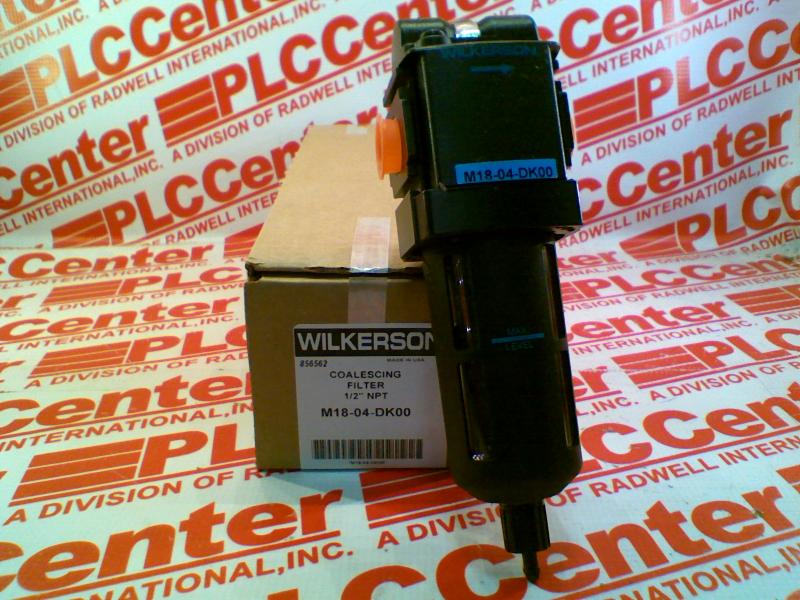 WILKERSON
M18-04-DK00
MAX.
LEVEL
WILKERSON
856562
MADE IN USA
COALESCING
FILTER
1/2" NPT
M18-04-DK00
PLCCenter
A DIVISION OF RADWELL INTERNATIONAL, INC.